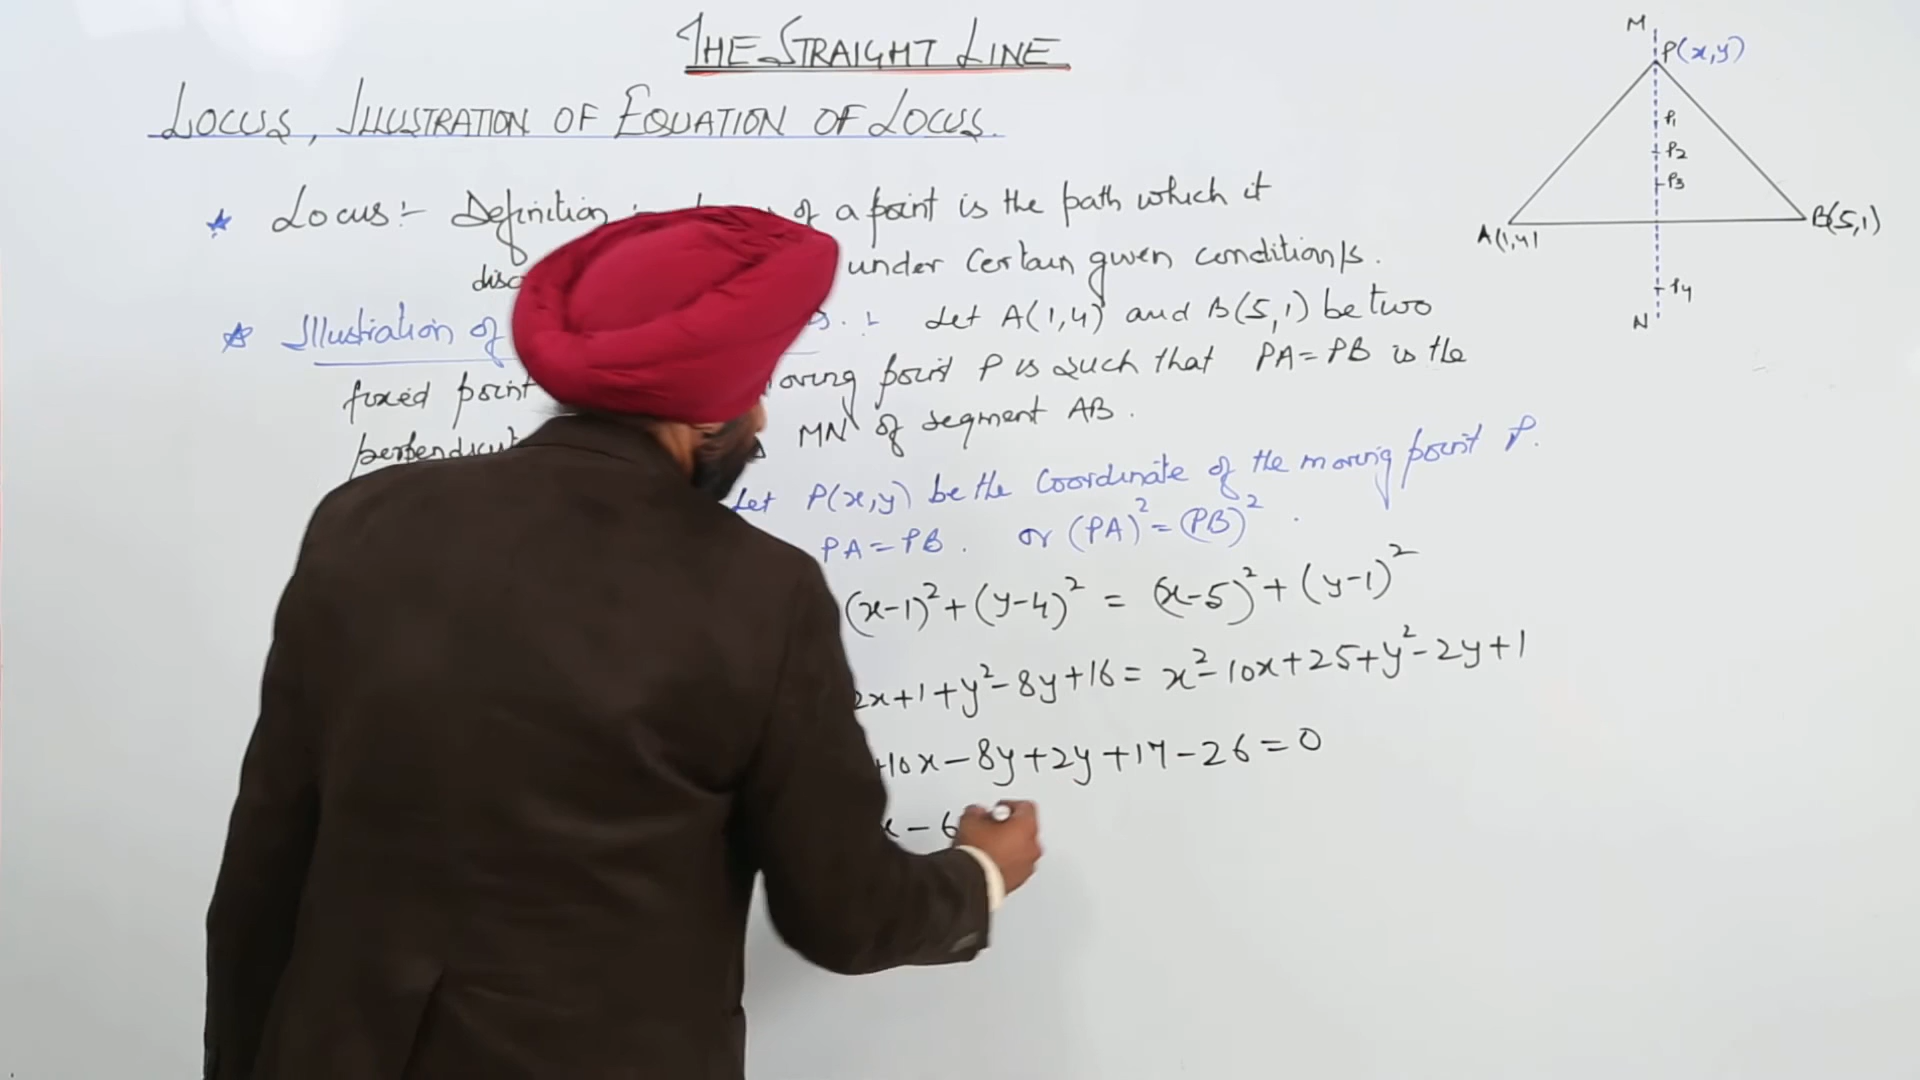 THE STRAIGHT LINE
LOCUS, ILLUSTRATION OF EQUATION OF LOCUS.
* Locus:- Definition of a point is the path which it
under certain given condition/s.
* Illustration of Let A(1,4) and B(5,1) be two
fixed point point P is such that PA=PB is the
MN of segment AB.
Let P(x,y) be the coordinate of the moving point P.
PA=PB. or (PA)²=(PB)².
(x-1)²+(y-4)² = (x-5)²+(y-1)²
2x+1+y²-8y+16 = x²-10x+25+y²-2y+1
+10x-8y+2y+17-26=0
x-6
M
P(x,y)
P1
P2
P3
A(1,4)
B(5,1)
P4
N